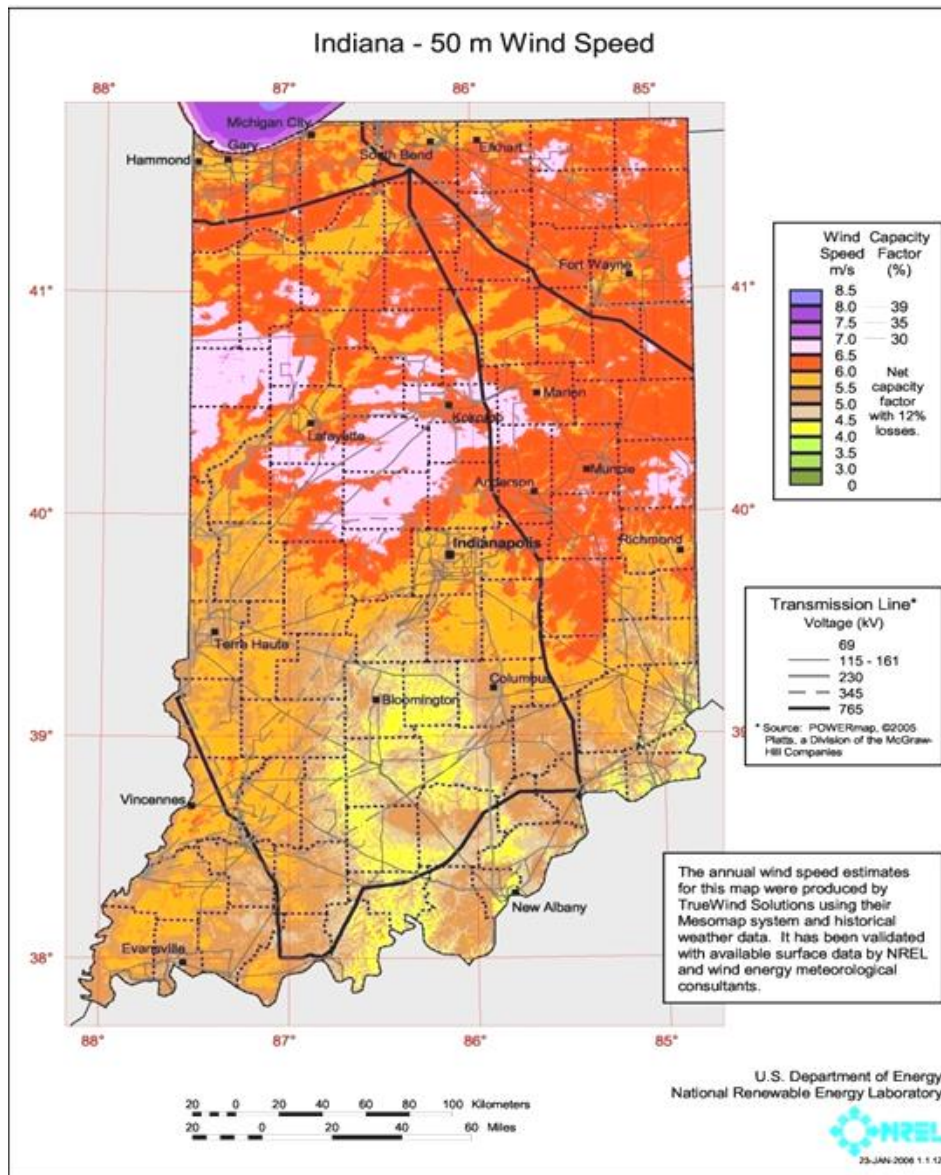 Indiana - 50 m Wind Speed
88° 87° 86° 85°
Michigan City
Gary
Hammond
South Bend
Elkhart
Fort Wayne
41° 41°
Marion
Kokomo
Lafayette
Muncie
Anderson
40° 40°
Richmond
Indianapolis
Terre Haute
Columbus
Bloomington
39° 39°
Vincennes
New Albany
Evansville
38° 38°
88° 87° 86° 85°
Wind Capacity
Speed Factor
m/s (%)
8.5
8.0 39
7.5 35
7.0 30
6.5
6.0 Net
5.5 capacity
5.0 factor
4.5 with 12%
4.0 losses.
3.5
3.0
0
Transmission Line*
Voltage (kV)
69
115 - 161
230
345
765
* Source: POWERmap, ©2005
Platts, a Division of the McGraw-
Hill Companies
The annual wind speed estimates
for this map were produced by
TrueWind Solutions using their
Mesomap system and historical
weather data. It has been validated
with available surface data by NREL
and wind energy meteorological
consultants.
U.S. Department of Energy
National Renewable Energy Laboratory
NREL
20 0 20 40 60 80 100 Kilometers
20 0 20 40 60 Miles